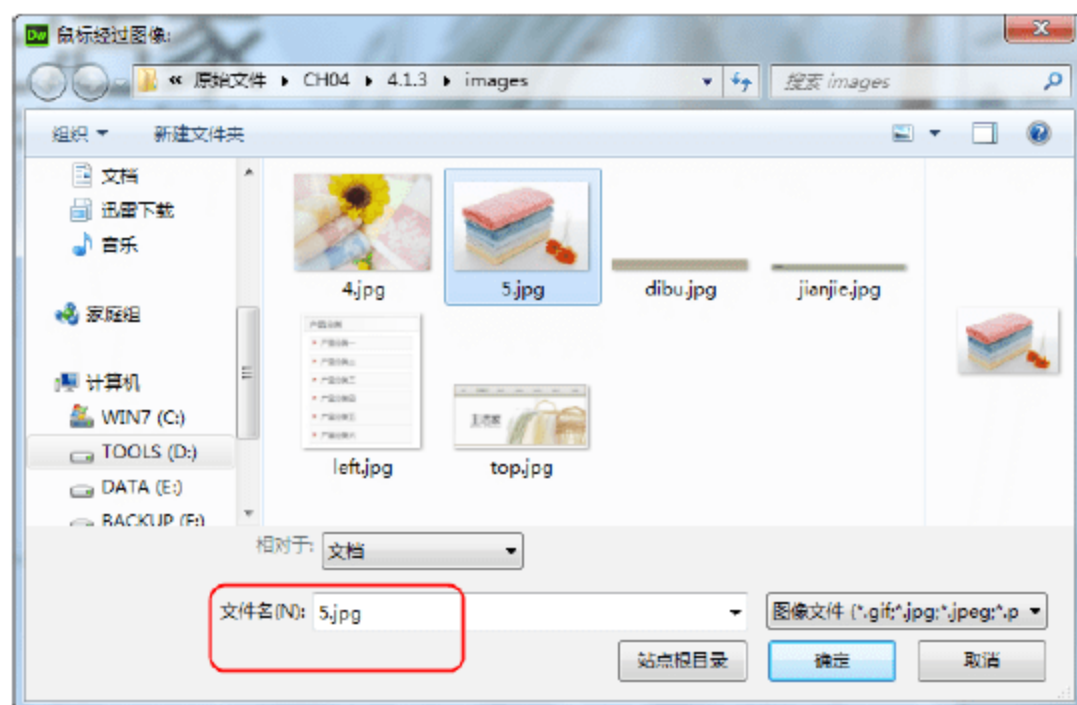 Dw 鼠标经过图像:
« 原始文件 ▸ CH04 ▸ 4.1.3 ▸ images
搜索 images
组织 新建文件夹
文档
迅雷下载
音乐
家庭组
计算机
WIN7 (C:)
TOOLS (D:)
DATA (E:)
BACKUP (F:)
4.jpg
5.jpg
dibu.jpg
jianjie.jpg
left.jpg
top.jpg
相对于: 文档
文件名(N): 5.jpg
图像文件 (*.gif;*.jpg;*.jpeg;*.p
站点根目录
确定
取消